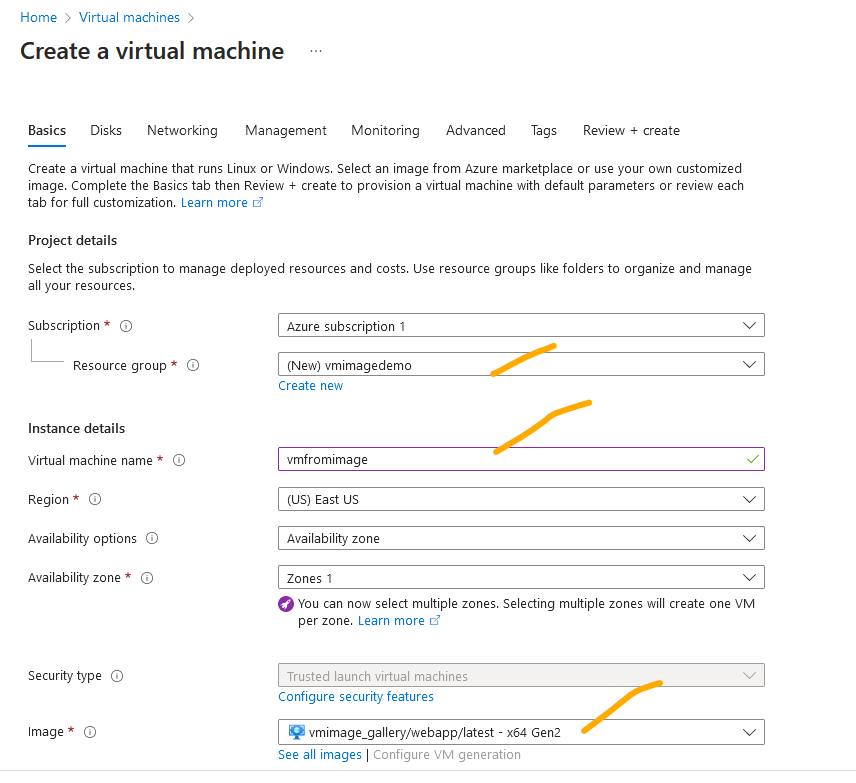 Home > Virtual machines >
Create a virtual machine ...
Basics Disks Networking Management Monitoring Advanced Tags Review + create
Create a virtual machine that runs Linux or Windows. Select an image from Azure marketplace or use your own customized
image. Complete the Basics tab then Review + create to provision a virtual machine with default parameters or review each
tab for full customization. Learn more
Project details
Select the subscription to manage deployed resources and costs. Use resource groups like folders to organize and manage
all your resources.
Subscription * Azure subscription 1
Resource group * (New) vmimagedemo
Create new
Instance details
Virtual machine name * vmfromimage
Region * (US) East US
Availability options Availability zone
Availability zone * Zones 1
You can now select multiple zones. Selecting multiple zones will create one VM
per zone. Learn more
Security type Trusted launch virtual machines
Configure security features
Image * vmimage_gallery/webapp/latest - x64 Gen2
See all images | Configure VM generation